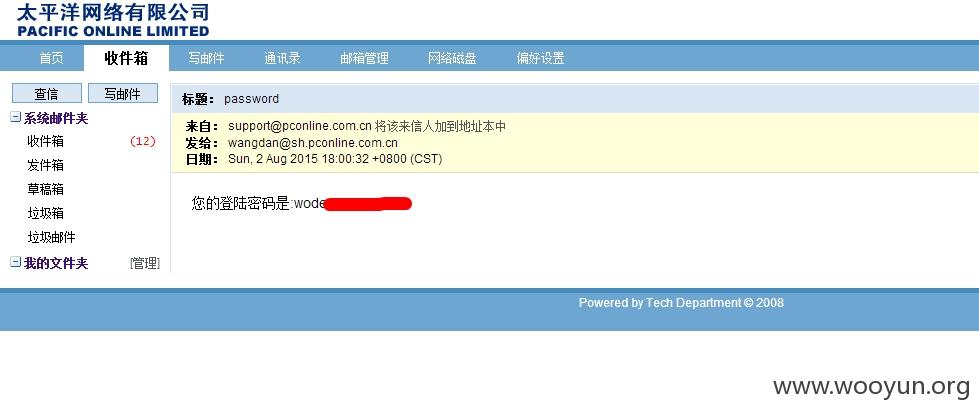 太平洋网络有限公司
PACIFIC ONLINE LIMITED
首页 收件箱 写邮件 通讯录 邮箱管理 网络磁盘 偏好设置
查信 写邮件
系统邮件夹
收件箱 (12)
发件箱
草稿箱
垃圾箱
垃圾邮件
我的文件夹 [管理]
标题： password
来自： support@pconline.com.cn 将该来信人加到地址本中
发给： wangdan@sh.pconline.com.cn
日期： Sun, 2 Aug 2015 18:00:32 +0800 (CST)
您的登陆密码是:wode
Powered by Tech Department © 2008
www.wooyun.org